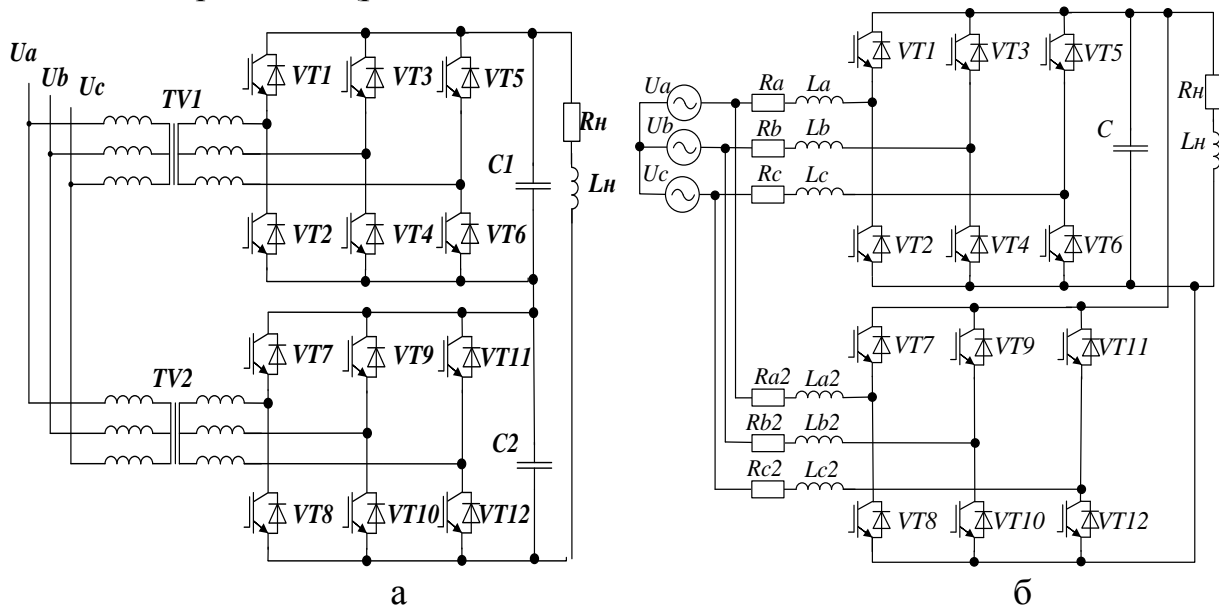 Ua
Ub
Uc
TV1
VT1
VT3
VT5
Rн
C1
Lн
VT2
VT4
VT6
VT7
VT9
VT11
TV2
C2
VT8
VT10
VT12
а
VT1
VT3
VT5
Ua
Ra
La
Rн
Ub
Rb
Lb
C
Lн
Uc
Rc
Lc
VT2
VT4
VT6
VT7
VT9
VT11
Ra2
La2
Rb2
Lb2
Rc2
Lc2
VT8
VT10
VT12
б